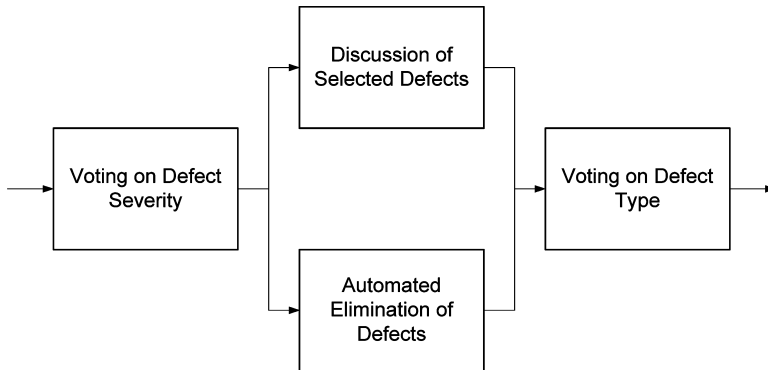 Discussion of
Selected Defects
Voting on Defect
Severity
Voting on Defect
Type
Automated
Elimination of
Defects